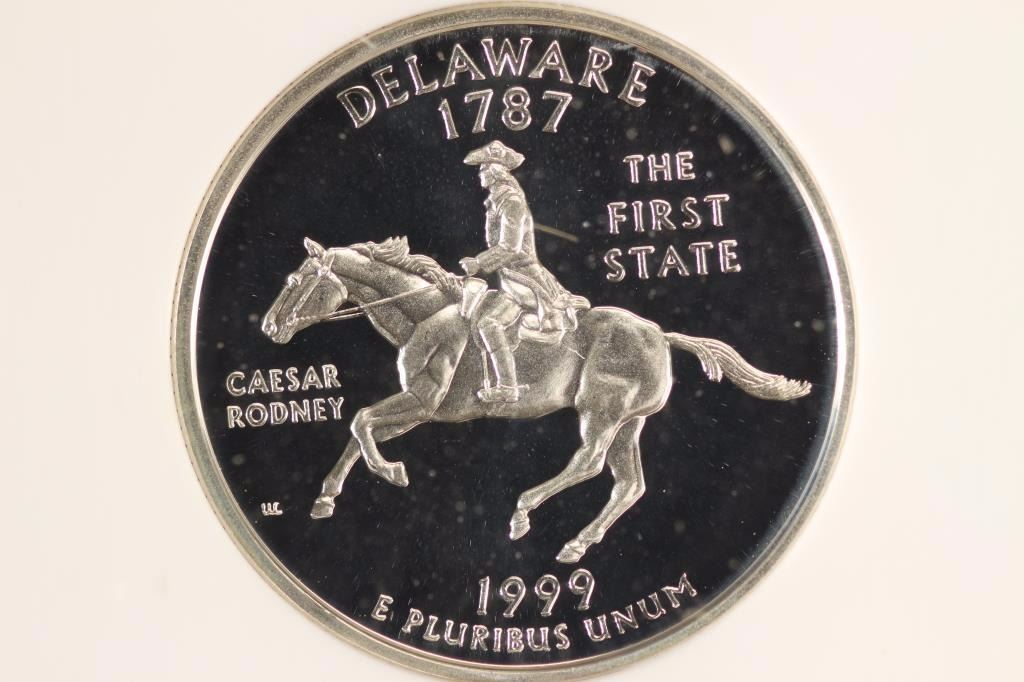 DELAWARE
1787
THE
FIRST
STATE
CAESAR
RODNEY
1999
E PLURIBUS UNUM